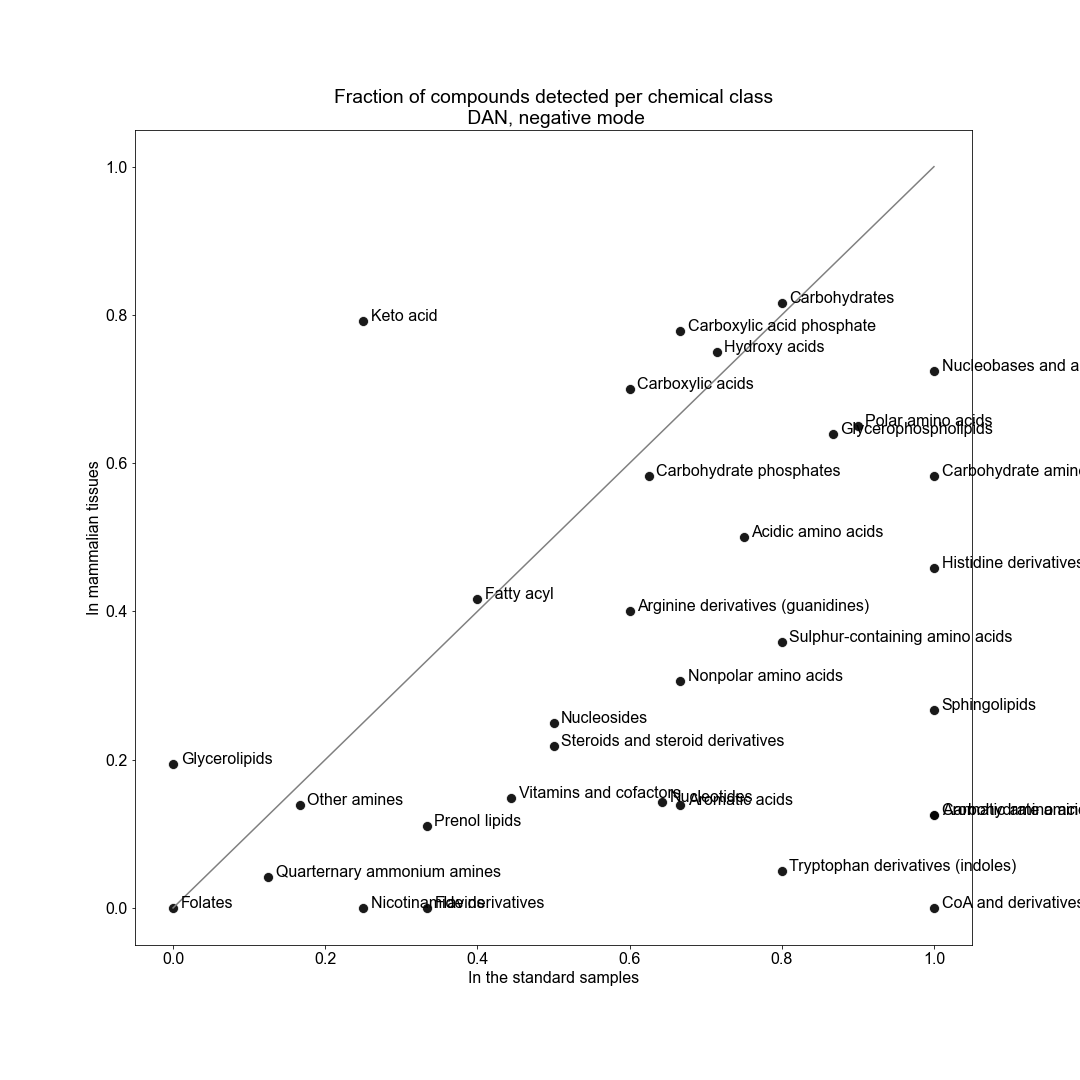 Fraction of compounds detected per chemical class
DAN, negative mode
1.0
0.8
0.6
0.4
0.2
0.0
In mammalian tissues
Carbohydrates
Keto acid
Carboxylic acid phosphate
Hydroxy acids
Nucleobases and a
Carboxylic acids
Polar amino acids
Glycerophospholipids
Carbohydrate phosphates
Carbohydrate amin
Acidic amino acids
Histidine derivatives
Fatty acyl
Arginine derivatives (guanidines)
Sulphur-containing amino acids
Nonpolar amino acids
Sphingolipids
Nucleosides
Steroids and steroid derivatives
Glycerolipids
Vitamins and cofactors
Nucleotides
Aromatic acids
Other amines
Prenol lipids
Quarternary ammonium amines
Tryptophan derivatives (indoles)
Folates
CoA and derivatives
0.0
0.2
0.4
0.6
0.8
1.0
In the standard samples